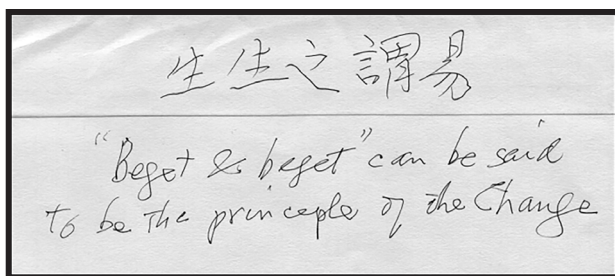 生生之謂易
"Beget & beget" can be said
to be the principle of the Change